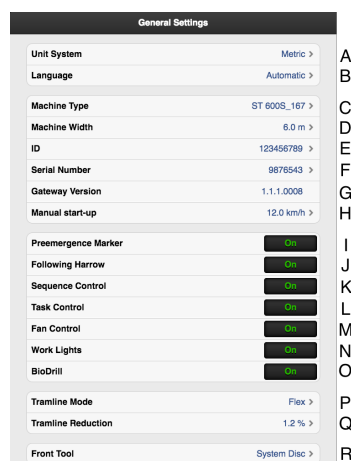 General Settings
Unit System Metric > A
Language Automatic > B
Machine Type ST 600S_167 > C
Machine Width 6.0 m > D
ID 123456789 > E
Serial Number 9876543 > F
Gateway Version 1.1.1.0008 G
Manual start-up 12.0 km/h > H
Preemergence Marker On I
Following Harrow On J
Sequence Control On K
Task Control On L
Fan Control On M
Work Lights On N
BioDrill On O
Tramline Mode Flex > P
Tramline Reduction 1.2 % > Q
Front Tool System Disc > R